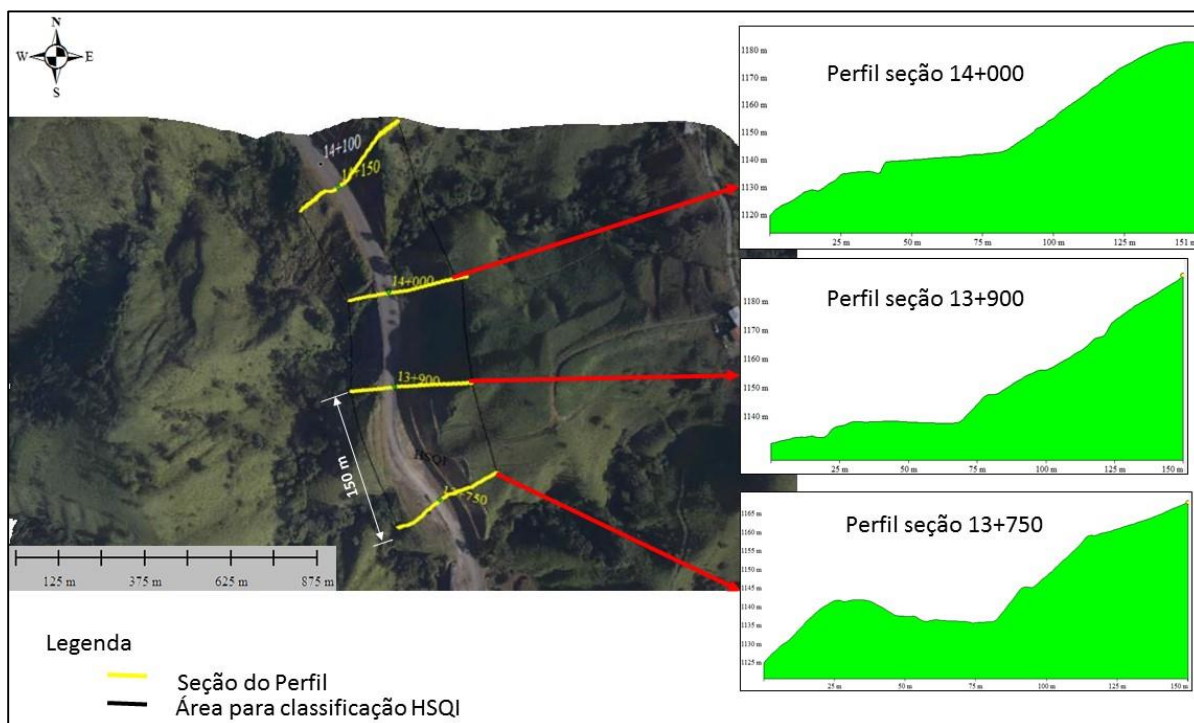 N
W E
S
14+100
14+150
14+000
13+900
HSQI
13+750
150 m
125 m 375 m 625 m 875 m
Legenda
Seção do Perfil
Área para classificação HSQI
Perfil seção 14+000
1180 m
1170 m
1160 m
1150 m
1140 m
1130 m
1120 m
25 m 50 m 75 m 100 m 125 m 151 m
Perfil seção 13+900
1180 m
1170 m
1160 m
1150 m
1140 m
25 m 50 m 75 m 100 m 125 m 150 m
Perfil seção 13+750
1165 m
1160 m
1155 m
1150 m
1145 m
1140 m
1135 m
1130 m
1125 m
25 m 50 m 75 m 100 m 125 m 150 m